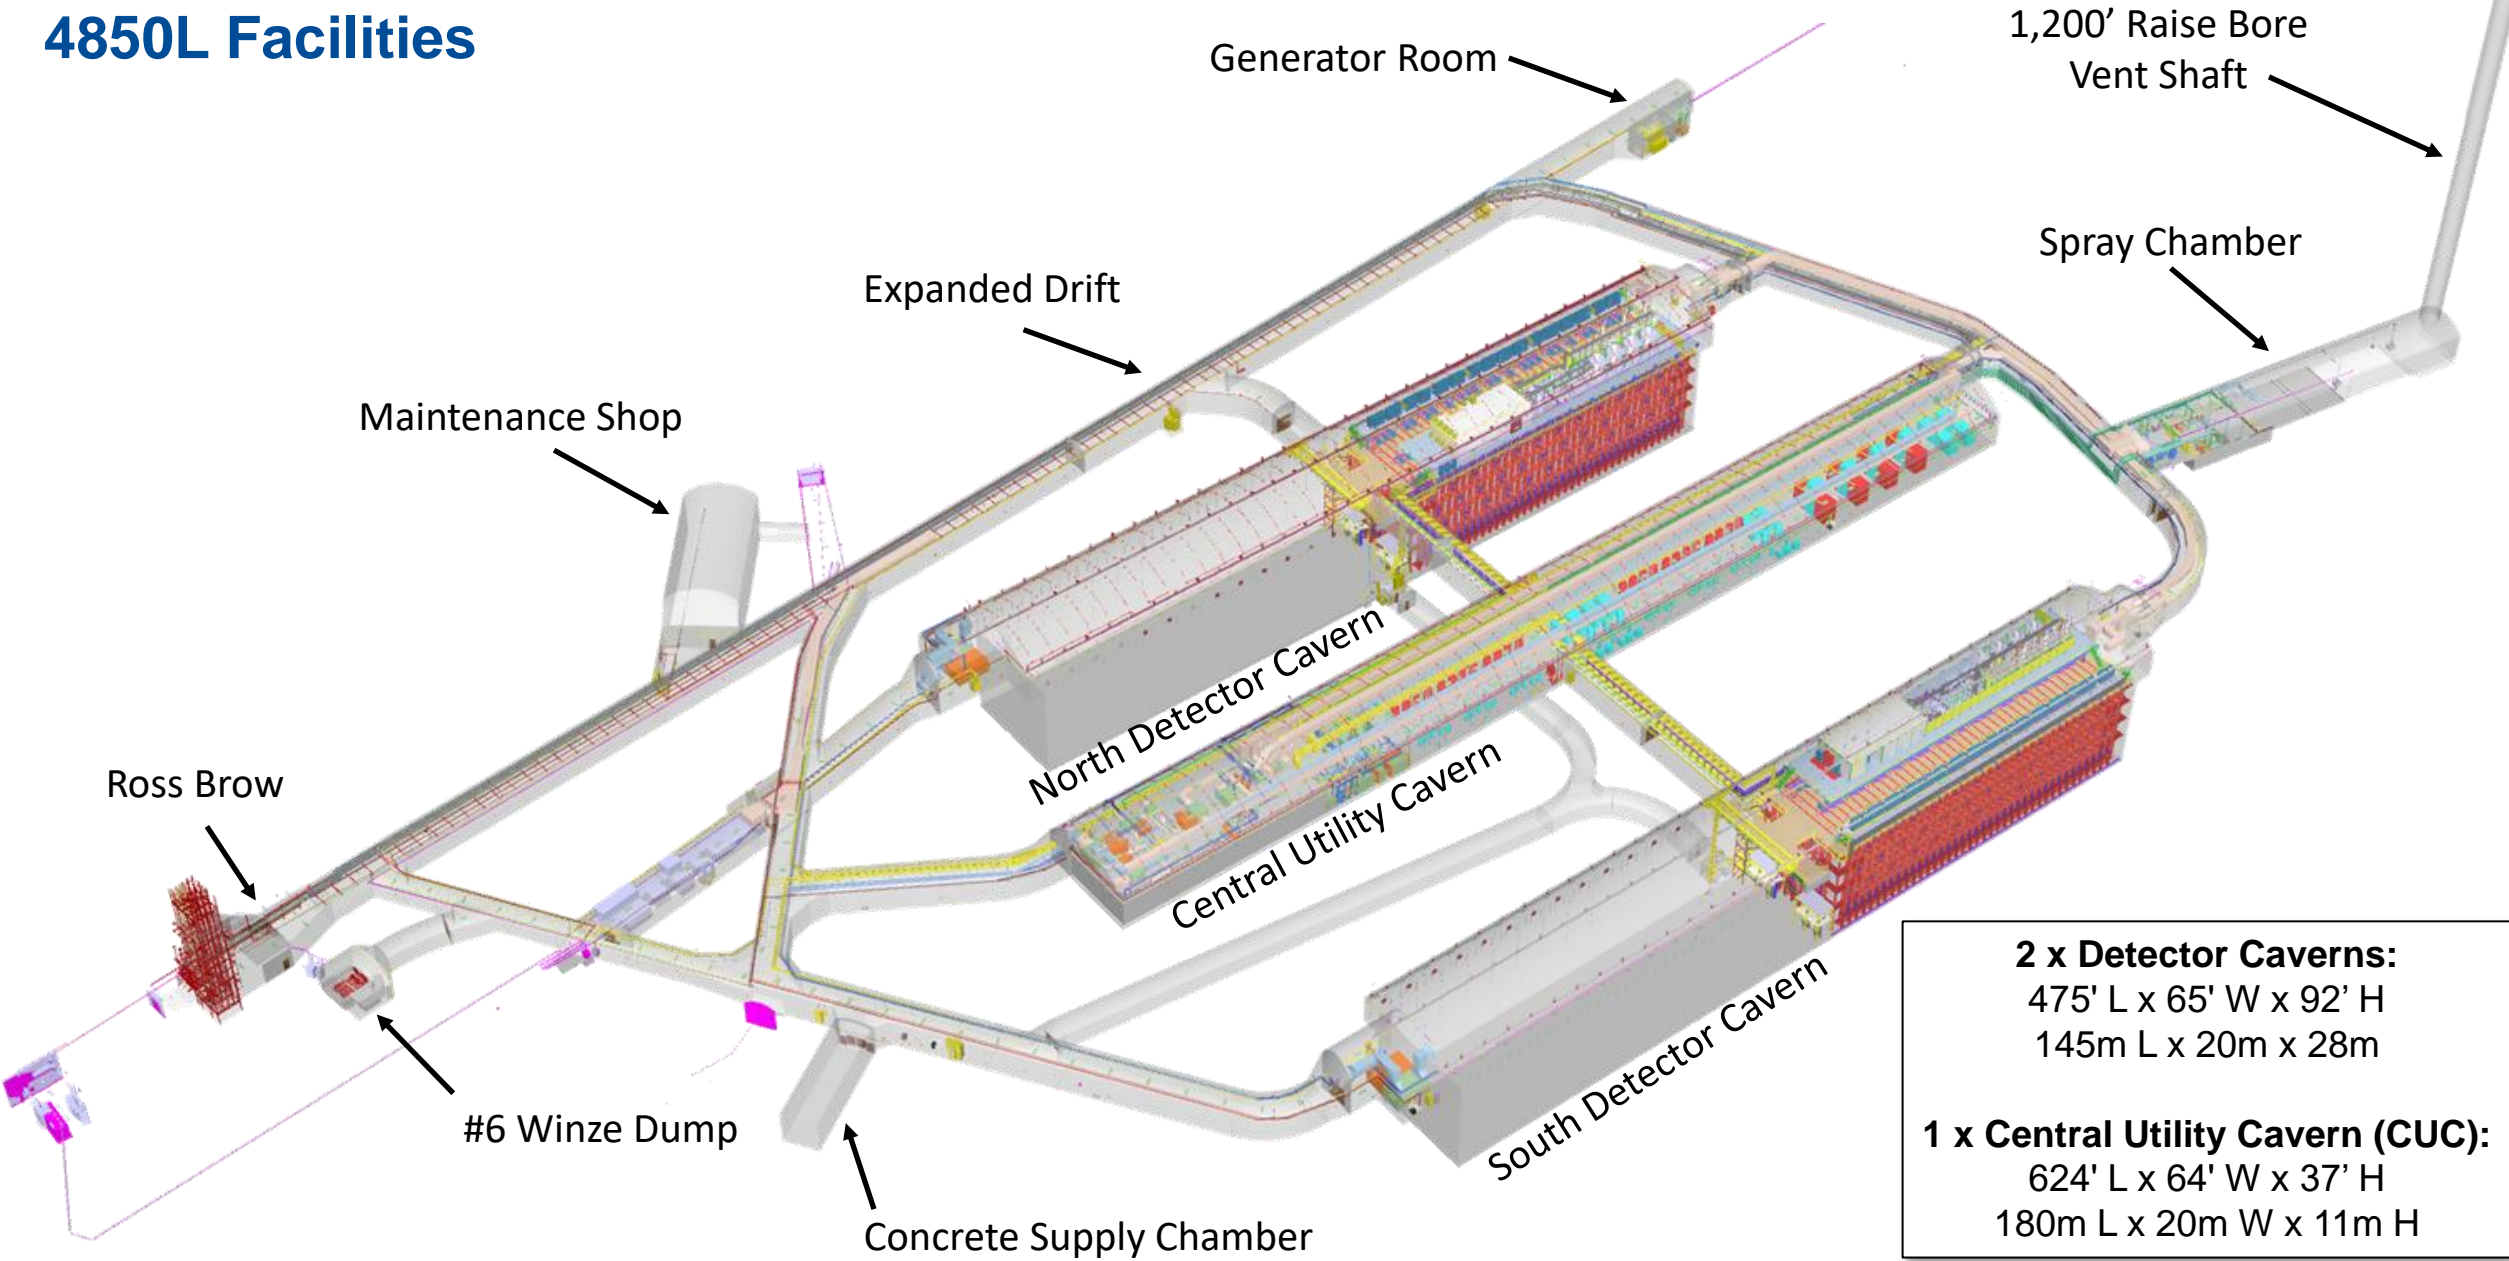 4850L Facilities
1,200’ Raise Bore
Vent Shaft
Generator Room
Spray Chamber
Expanded Drift
Maintenance Shop
Ross Brow
North Detector Cavern
Central Utility Cavern
South Detector Cavern
#6 Winze Dump
Concrete Supply Chamber
2 x Detector Caverns:
475' L x 65' W x 92’ H
145m L x 20m x 28m
1 x Central Utility Cavern (CUC):
624' L x 64' W x 37’ H
180m L x 20m W x 11m H